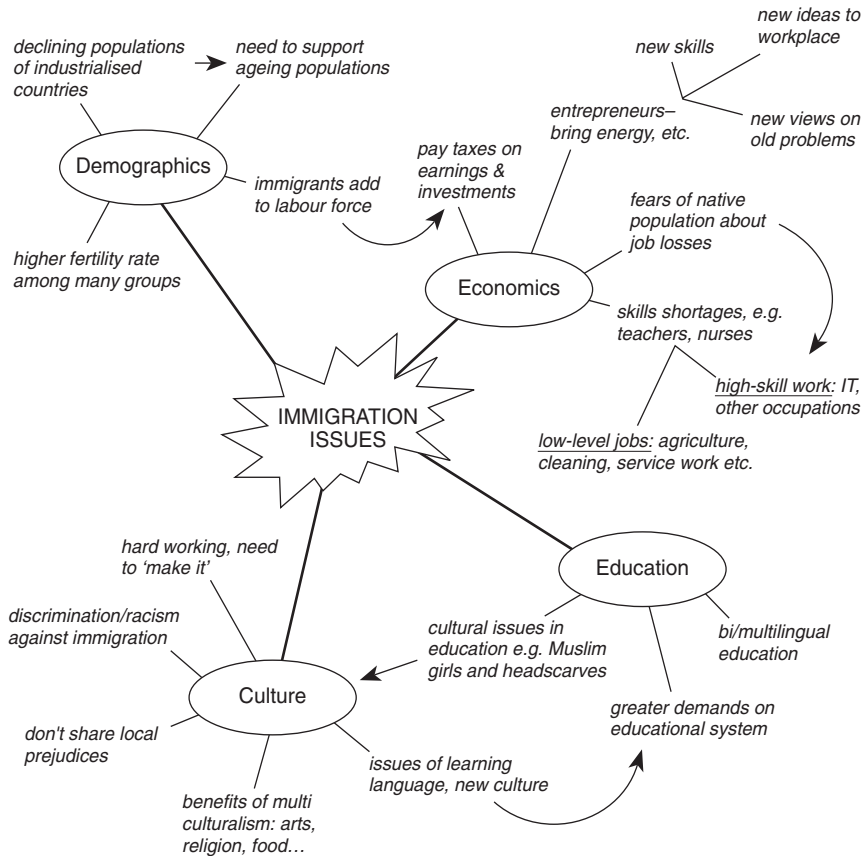 declining populations
of industrialised
countries
need to support
ageing populations
Demographics
immigrants add
to labour force
higher fertility rate
among many groups
new skills
new ideas to
workplace
new views on
old problems
entrepreneurs–
bring energy, etc.
pay taxes on
earnings &
investments
fears of native
population about
job losses
Economics
skills shortages, e.g.
teachers, nurses
high-skill work: IT,
other occupations
low-level jobs: agriculture,
cleaning, service work etc.
IMMIGRATION
ISSUES
Education
cultural issues in
education e.g. Muslim
girls and headscarves
bi/multilingual
education
greater demands on
educational system
hard working, need
to ‘make it’
discrimination/racism
against immigration
Culture
don't share local
prejudices
benefits of multi
culturalism: arts,
religion, food…
issues of learning
language, new culture